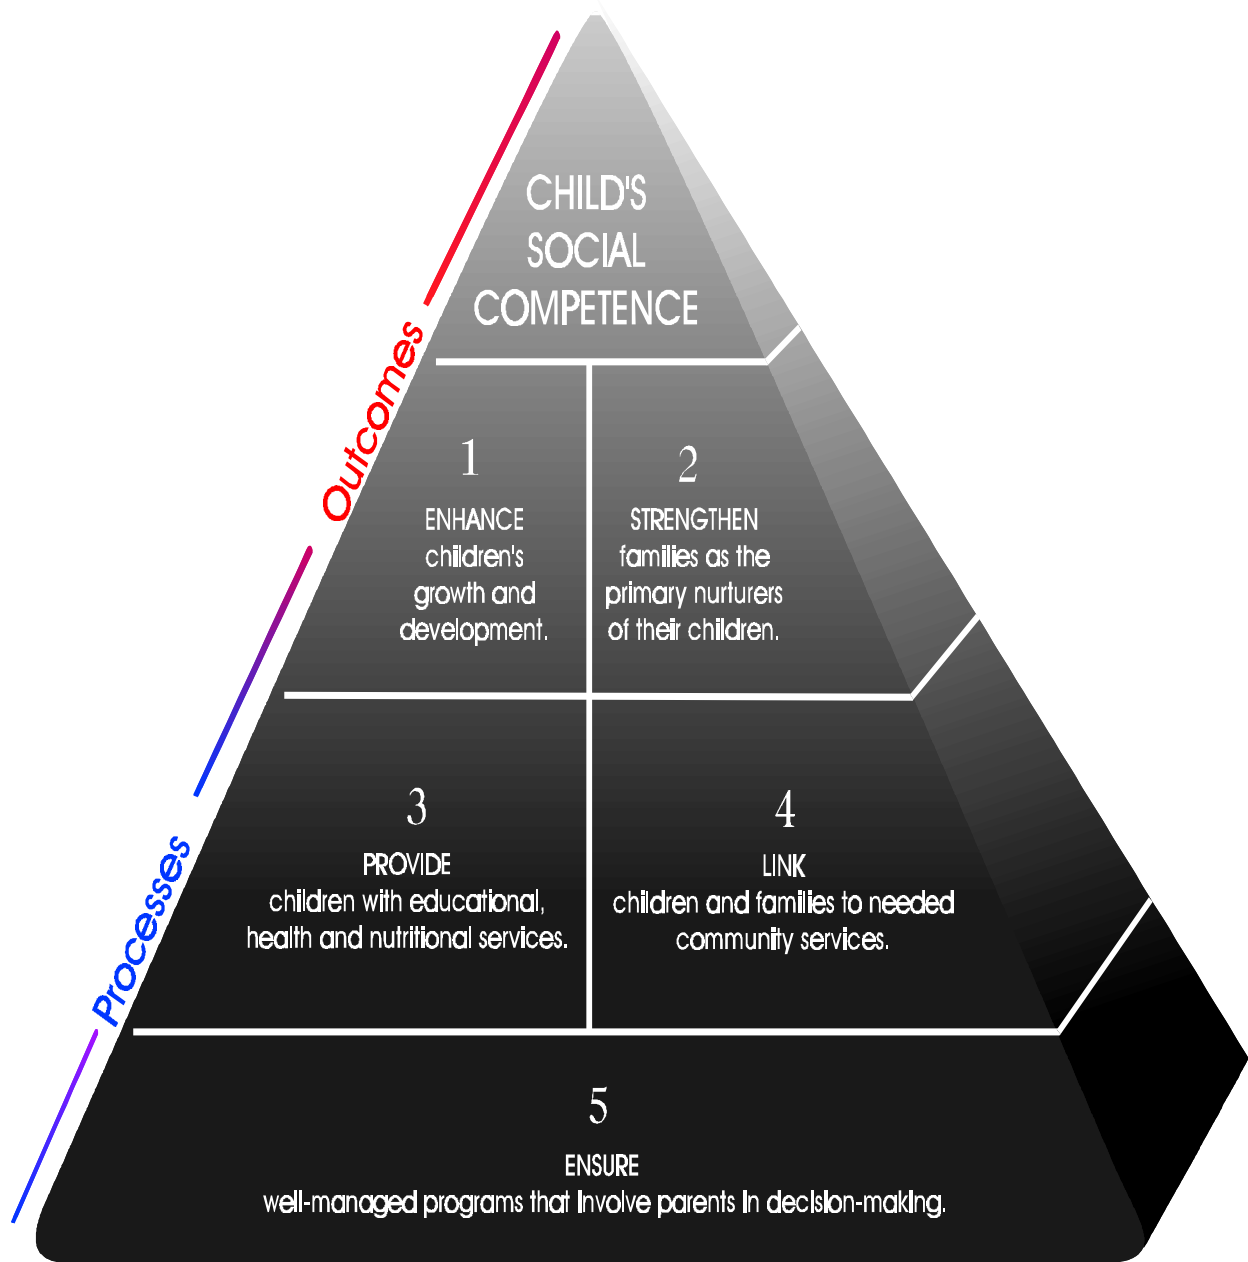 CHILD'S
SOCIAL
COMPETENCE
Outcomes
1
ENHANCE
children's
growth and
development.
2
STRENGTHEN
families as the
primary nurturers
of their children.
Processes
3
PROVIDE
children with educational,
health and nutritional services.
4
LINK
children and families to needed
community services.
5
ENSURE
well-managed programs that involve parents in decision-making.